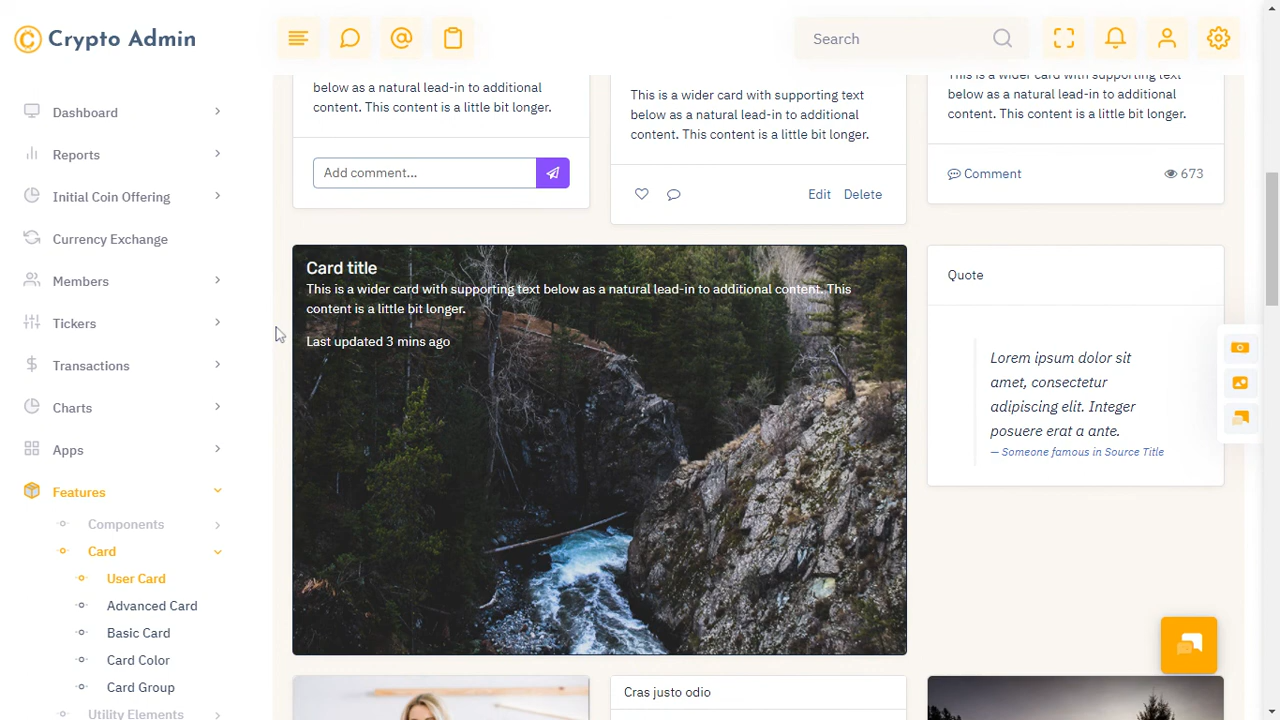 Crypto Admin
Search
Dashboard
Reports
Initial Coin Offering
Currency Exchange
Members
Tickers
Transactions
Charts
Apps
Features
Components
Card
User Card
Advanced Card
Basic Card
Card Color
Card Group
Utility Elements
below as a natural lead-in to additional
content. This content is a little bit longer.
Add comment...
This is a wider card with supporting text
below as a natural lead-in to additional
content. This content is a little bit longer.
Edit Delete
This is a wider card with supporting text
below as a natural lead-in to additional
content. This content is a little bit longer.
Comment 673
Card title
This is a wider card with supporting text below as a natural lead-in to additional content. This
content is a little bit longer.
Last updated 3 mins ago
Quote
Lorem ipsum dolor sit
amet, consectetur
adipiscing elit. Integer
posuere erat a ante.
— Someone famous in Source Title
Cras justo odio